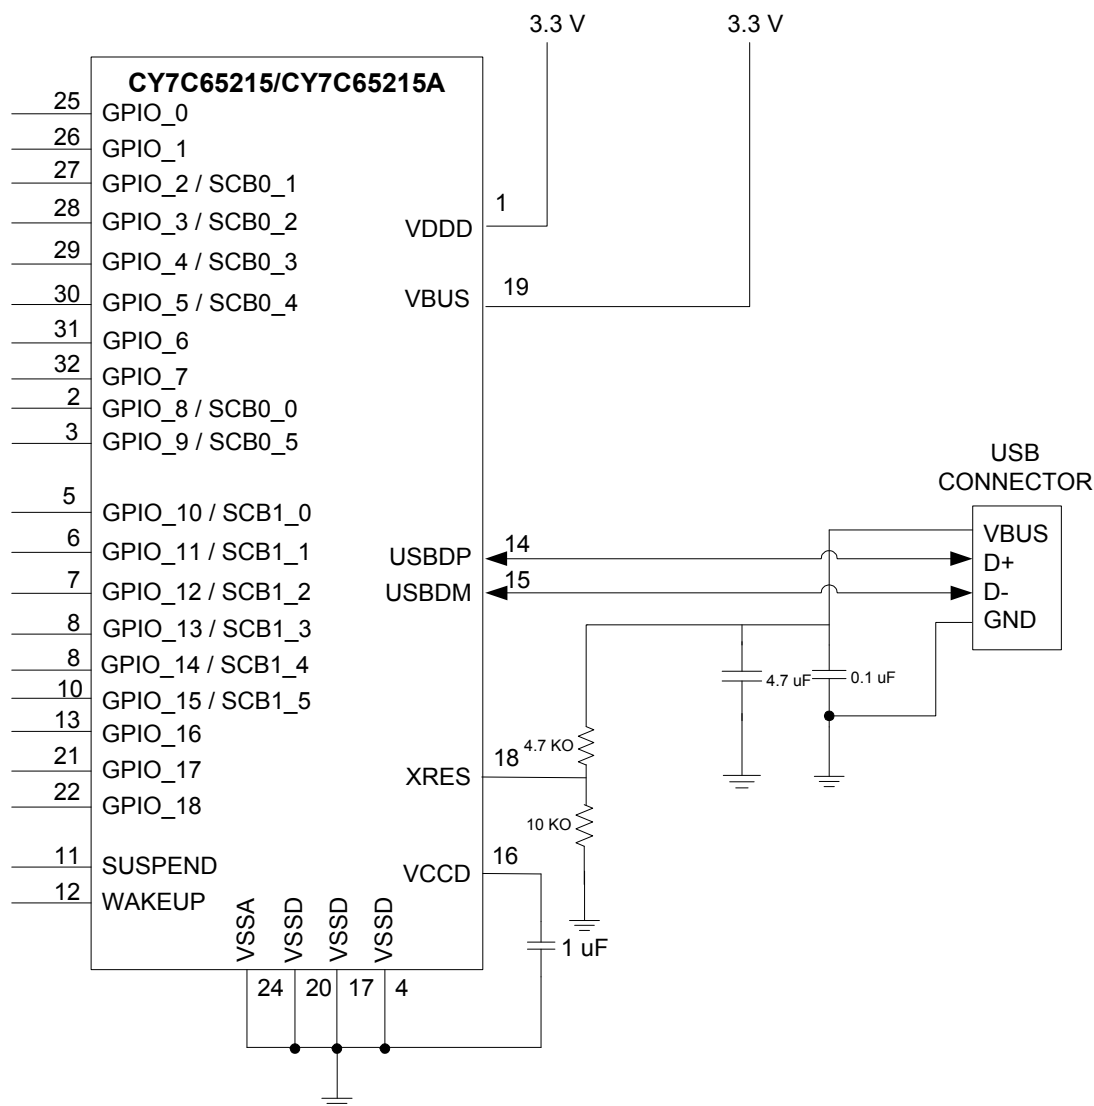 3.3 V
3.3 V
CY7C65215/CY7C65215A
25 GPIO_0
26 GPIO_1
27 GPIO_2 / SCB0_1
28 GPIO_3 / SCB0_2
29 GPIO_4 / SCB0_3
30 GPIO_5 / SCB0_4
31 GPIO_6
32 GPIO_7
2 GPIO_8 / SCB0_0
3 GPIO_9 / SCB0_5
5 GPIO_10 / SCB1_0
6 GPIO_11 / SCB1_1
7 GPIO_12 / SCB1_2
8 GPIO_13 / SCB1_3
8 GPIO_14 / SCB1_4
10 GPIO_15 / SCB1_5
13 GPIO_16
21 GPIO_17
22 GPIO_18
11 SUSPEND
12 WAKEUP
VDDD 1
VBUS 19
USBDP 14
USBDM 15
XRES 18
VCCD 16
VSSA
VSSD
VSSD
VSSD
24
20
17
4
USB
CONNECTOR
VBUS
D+
D-
GND
4.7 uF
0.1 uF
4.7 KO
10 KO
1 uF